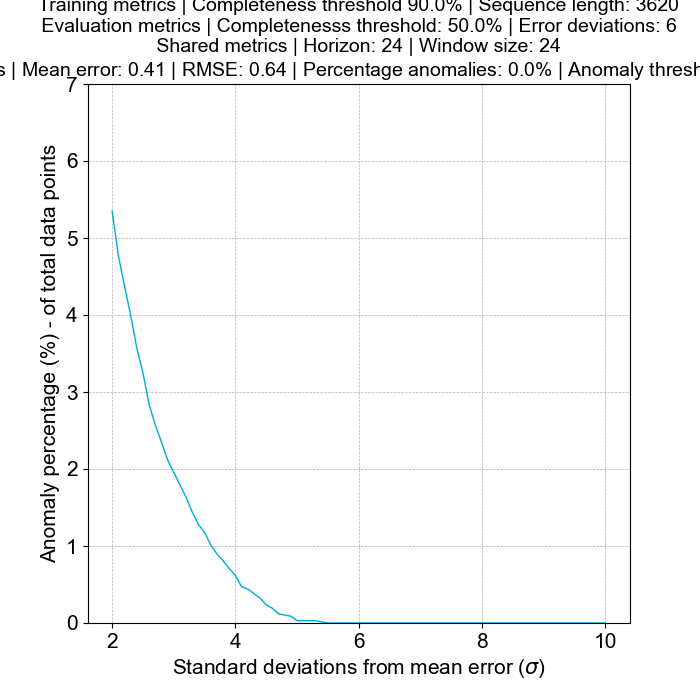 Training metrics | Completeness threshold 90.0% | Sequence length: 3620
Evaluation metrics | Completenesss threshold: 50.0% | Error deviations: 6
Shared metrics | Horizon: 24 | Window size: 24
s | Mean error: 0.41 | RMSE: 0.64 | Percentage anomalies: 0.0% | Anomaly thresh
7
6
5
4
3
2
1
0
Anomaly percentage (%) - of total data points
2 4 6 8 10
Standard deviations from mean error (σ)